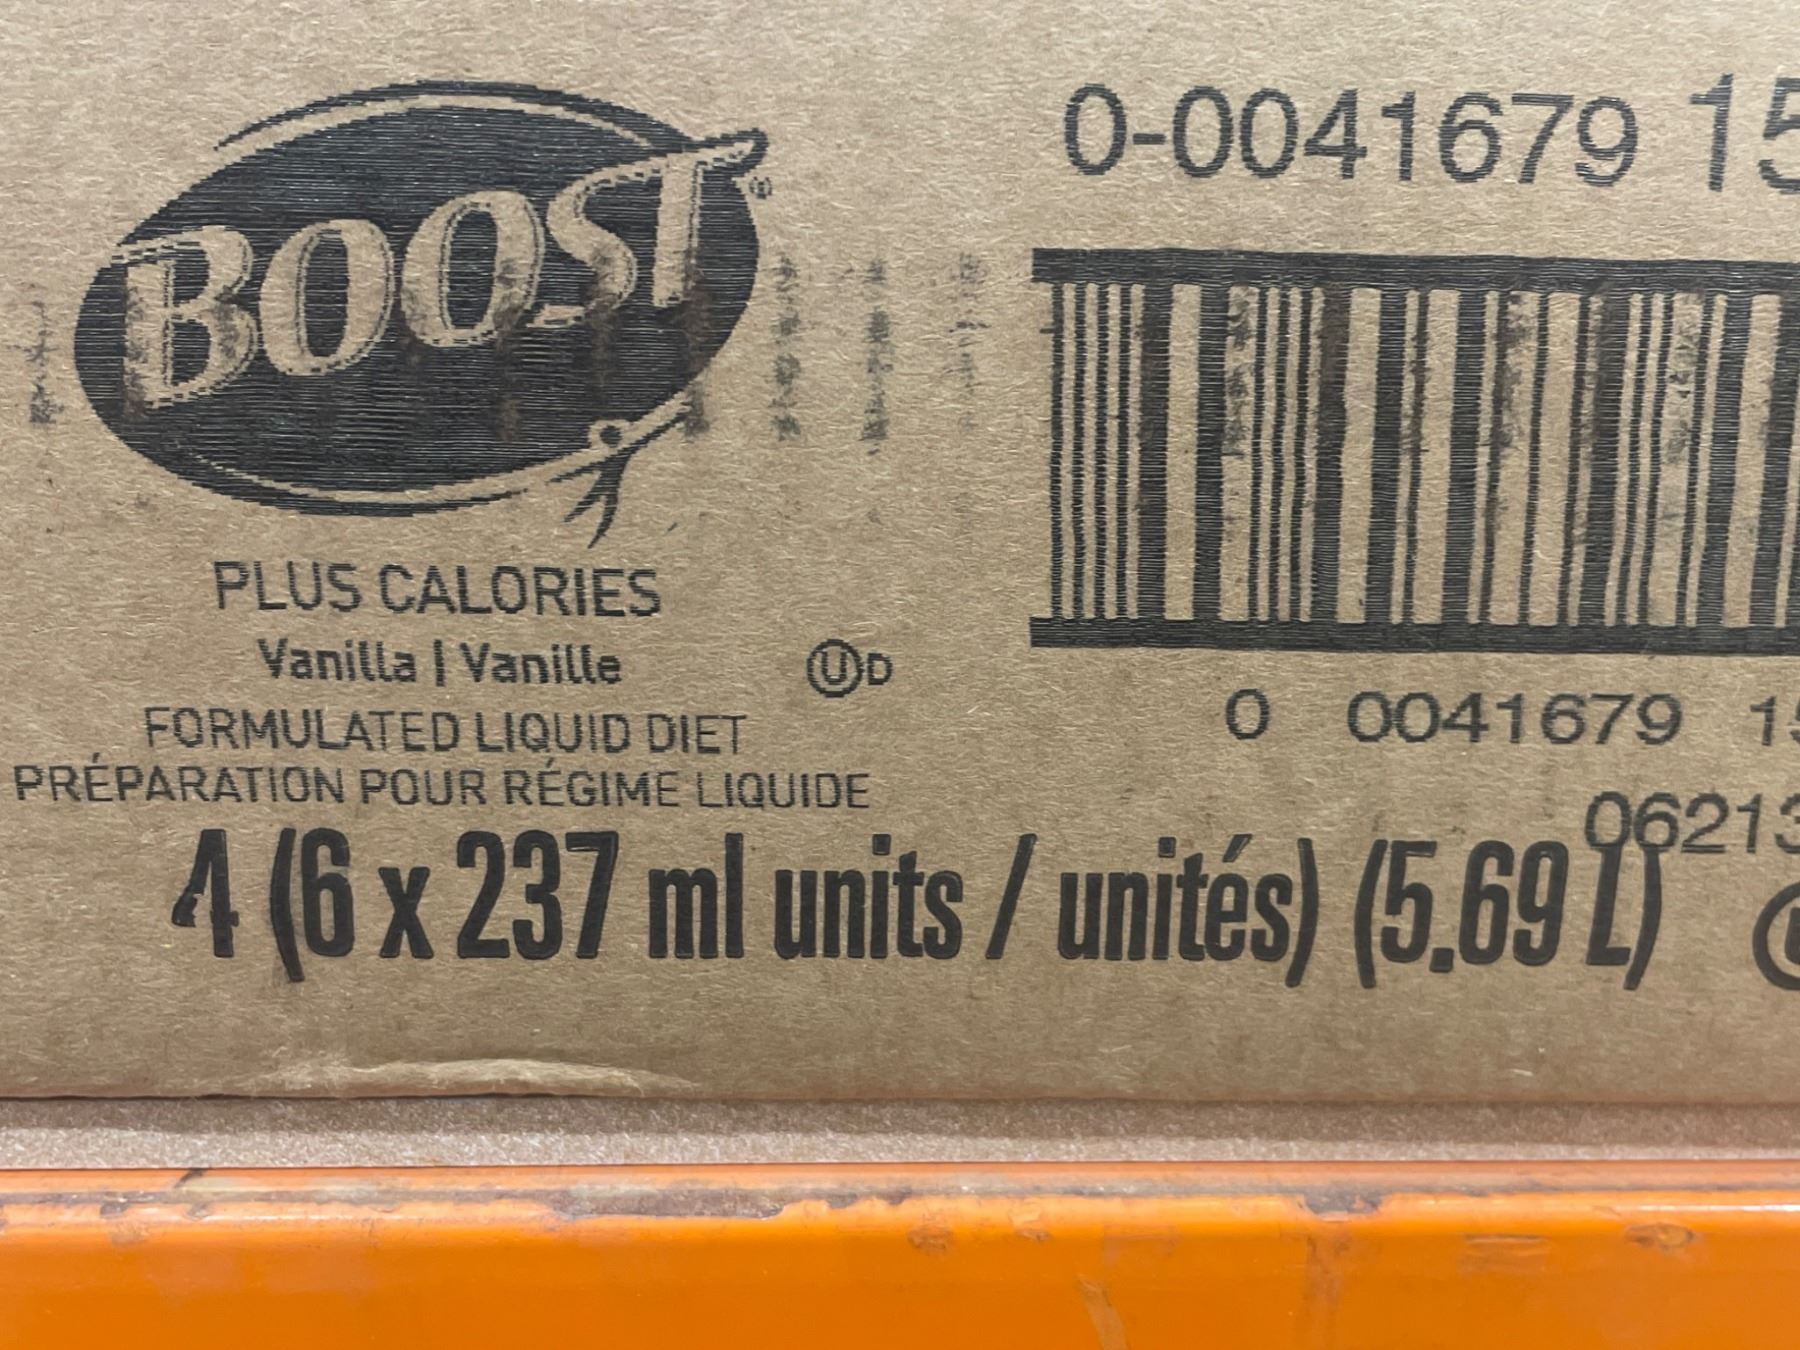 BOOST®
PLUS CALORIES
Vanilla | Vanille
ⓊD
FORMULATED LIQUID DIET
PRÉPARATION POUR RÉGIME LIQUIDE
4 (6 x 237 ml units / unités) (5.69 L)
0-0041679 15
0 0041679 15
06213